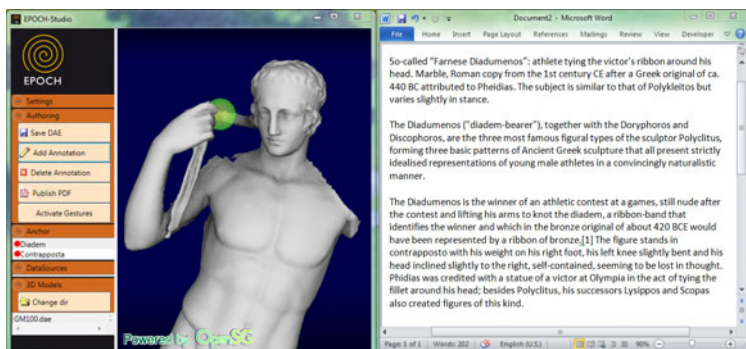 EPOCH-Studio
EPOCH
Settings
Authoring
Save DAE
Add Annotation
Delete Annotation
Publish PDF
Activate Gestures
Anchor
Diadem
Contrapposta
DataSources
3D Models
Change dir
GM100.dae
Powered by OpenSG
Document2 - Microsoft Word
File Home Insert Page Layout References Mailings Review View Developer
So-called "Farnese Diadumenos": athlete tying the victor's ribbon around his
head. Marble, Roman copy from the 1st century CE after a Greek original of ca.
440 BC attributed to Pheidias. The subject is similar to that of Polykleitos but
varies slightly in stance.
The Diadumenos ("diadem-bearer"), together with the Doryphoros and
Discophoros, are the three most famous figural types of the sculptor Polyclitus,
forming three basic patterns of Ancient Greek sculpture that all present strictly
idealised representations of young male athletes in a convincingly naturalistic
manner.
The Diadumenos is the winner of an athletic contest at a games, still nude after
the contest and lifting his arms to knot the diadem, a ribbon-band that
identifies the winner and which in the bronze original of about 420 BCE would
have been represented by a ribbon of bronze.[1] The figure stands in
contrapposto with his weight on his right foot, his left knee slightly bent and his
head inclined slightly to the right, self-contained, seeming to be lost in thought.
Phidias was credited with a statue of a victor at Olympia in the act of tying the
fillet around his head; besides Polyclitus, his successors Lysippos and Scopas
also created figures of this kind.
Page: 1 of 1 Words: 202 English (U.S.) 90%